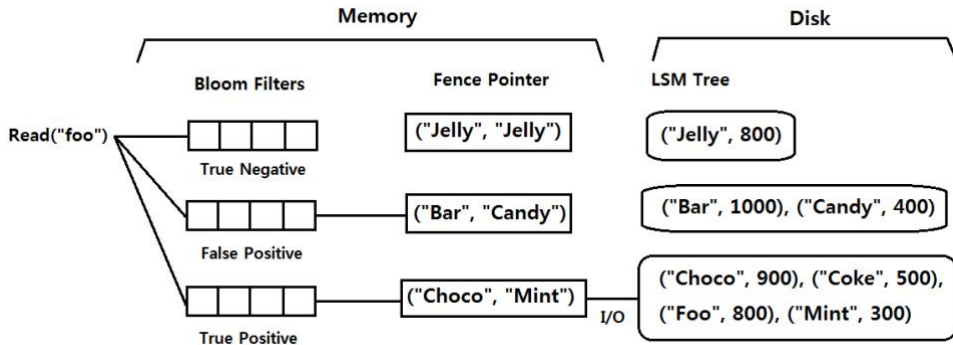 Memory
Disk
Bloom Filters
Fence Pointer
LSM Tree
Read("foo")
("Jelly", "Jelly")
("Jelly", 800)
True Negative
("Bar", "Candy")
("Bar", 1000), ("Candy", 400)
False Positive
("Choco", "Mint")
I/O
("Choco", 900), ("Coke", 500),
("Foo", 800), ("Mint", 300)
True Positive